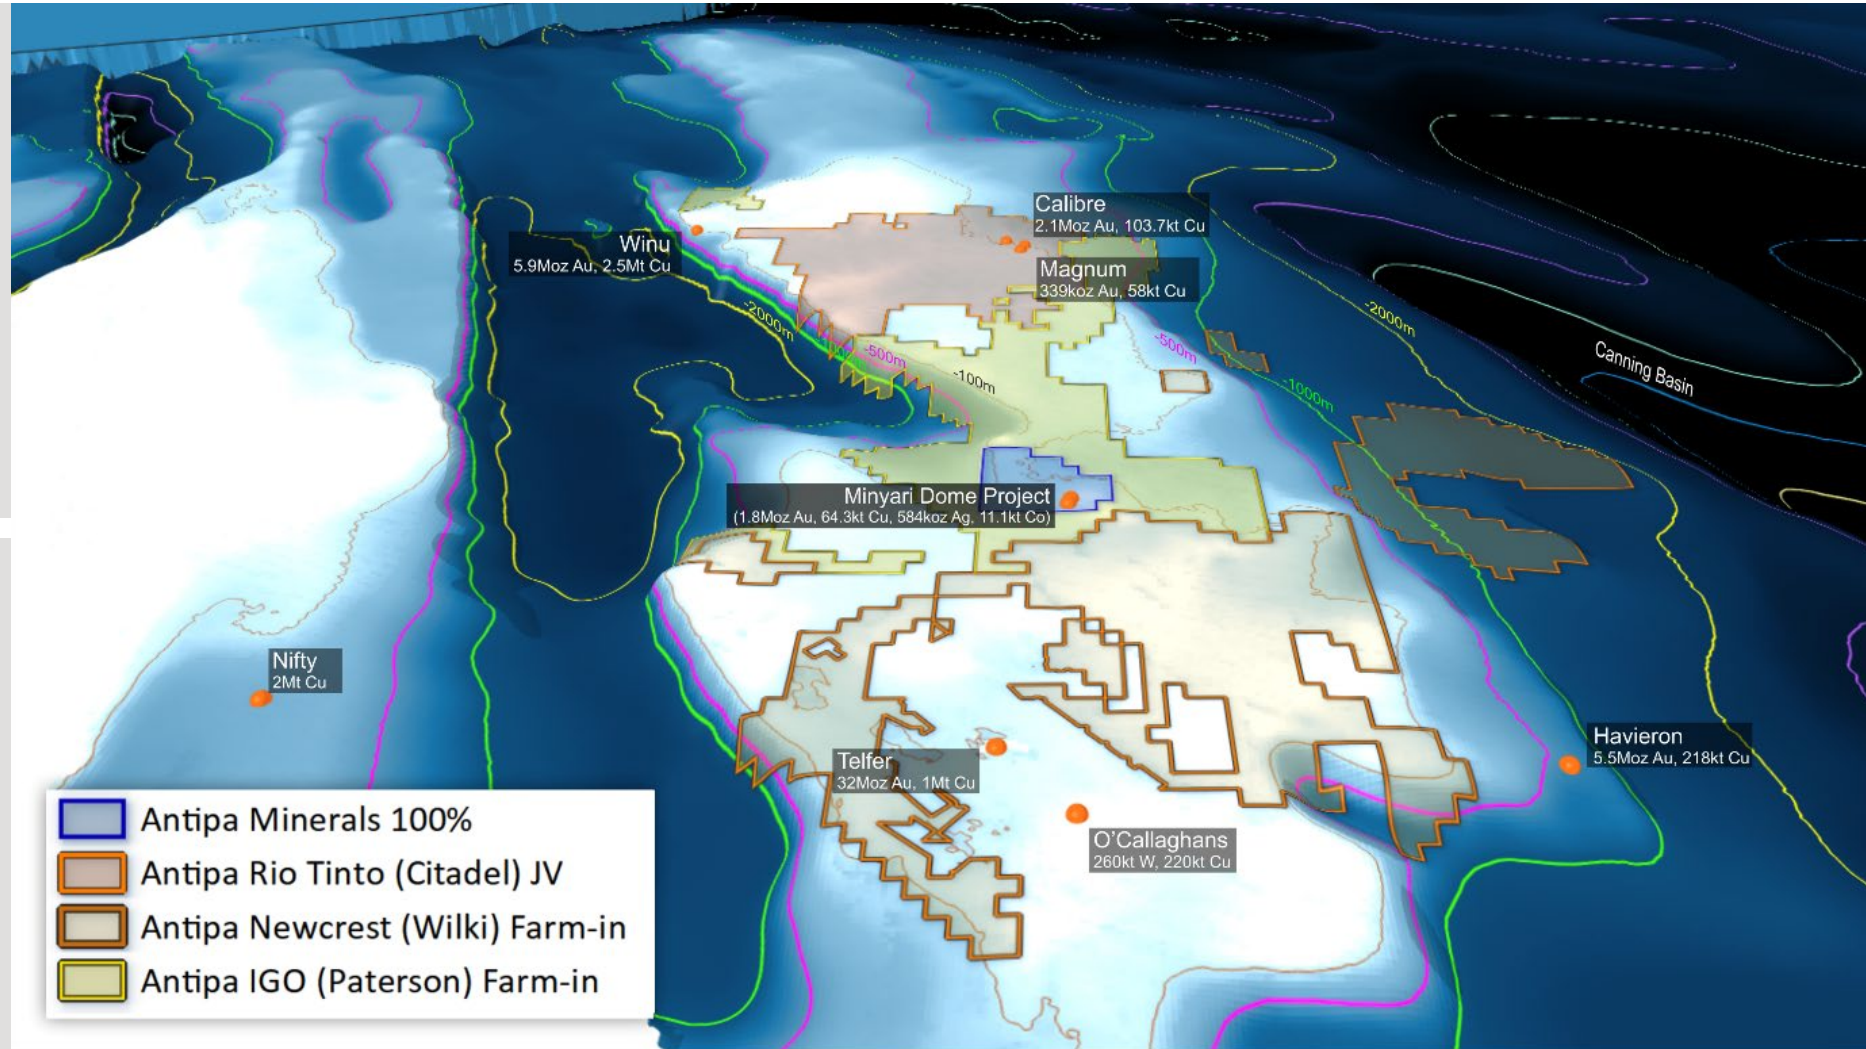 Calibre
2.1Moz Au, 103.7kt Cu
Winu
5.9Moz Au, 2.5Mt Cu
Magnum
339koz Au, 58kt Cu
-2000m
-500m
-100m
-500m
-2000m
-1000m
Canning Basin
Minyari Dome Project
(1.8Moz Au, 64.3kt Cu, 584koz Ag. 11.1kt Co)
Nifty
2Mt Cu
Telfer
32Moz Au, 1Mt Cu
Havieron
5.5Moz Au, 218kt Cu
O'Callaghans
260kt W, 220kt Cu
Antipa Minerals 100%
Antipa Rio Tinto (Citadel) JV
Antipa Newcrest (Wilki) Farm-in
Antipa IGO (Paterson) Farm-in